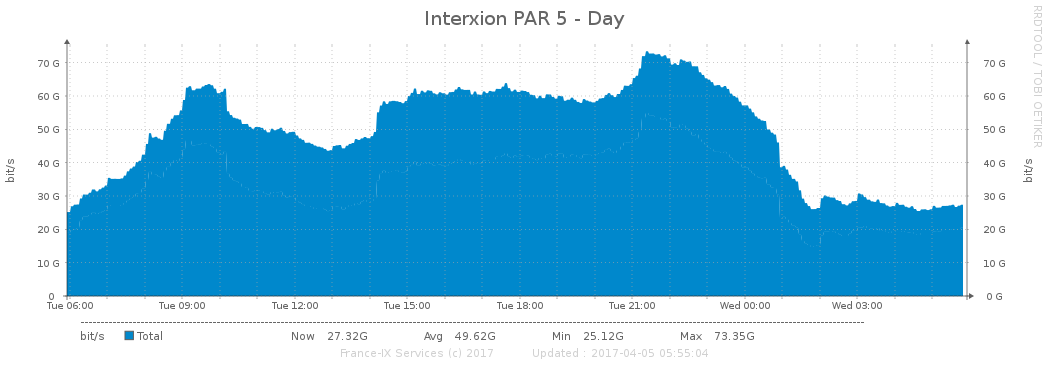 Interxion PAR 5 - Day
RRDTOOL / TOBI OETIKER
bit/s
70 G 70 G
60 G 60 G
50 G 50 G
40 G 40 G
30 G 30 G
20 G 20 G
10 G 10 G
0 0 G
bit/s
Tue 06:00 Tue 09:00 Tue 12:00 Tue 15:00 Tue 18:00 Tue 21:00 Wed 00:00 Wed 03:00
bit/s Total Now 27.32G Avg 49.62G Min 25.12G Max 73.35G
France-IX Services (c) 2017 Updated : 2017-04-05 05:55:04